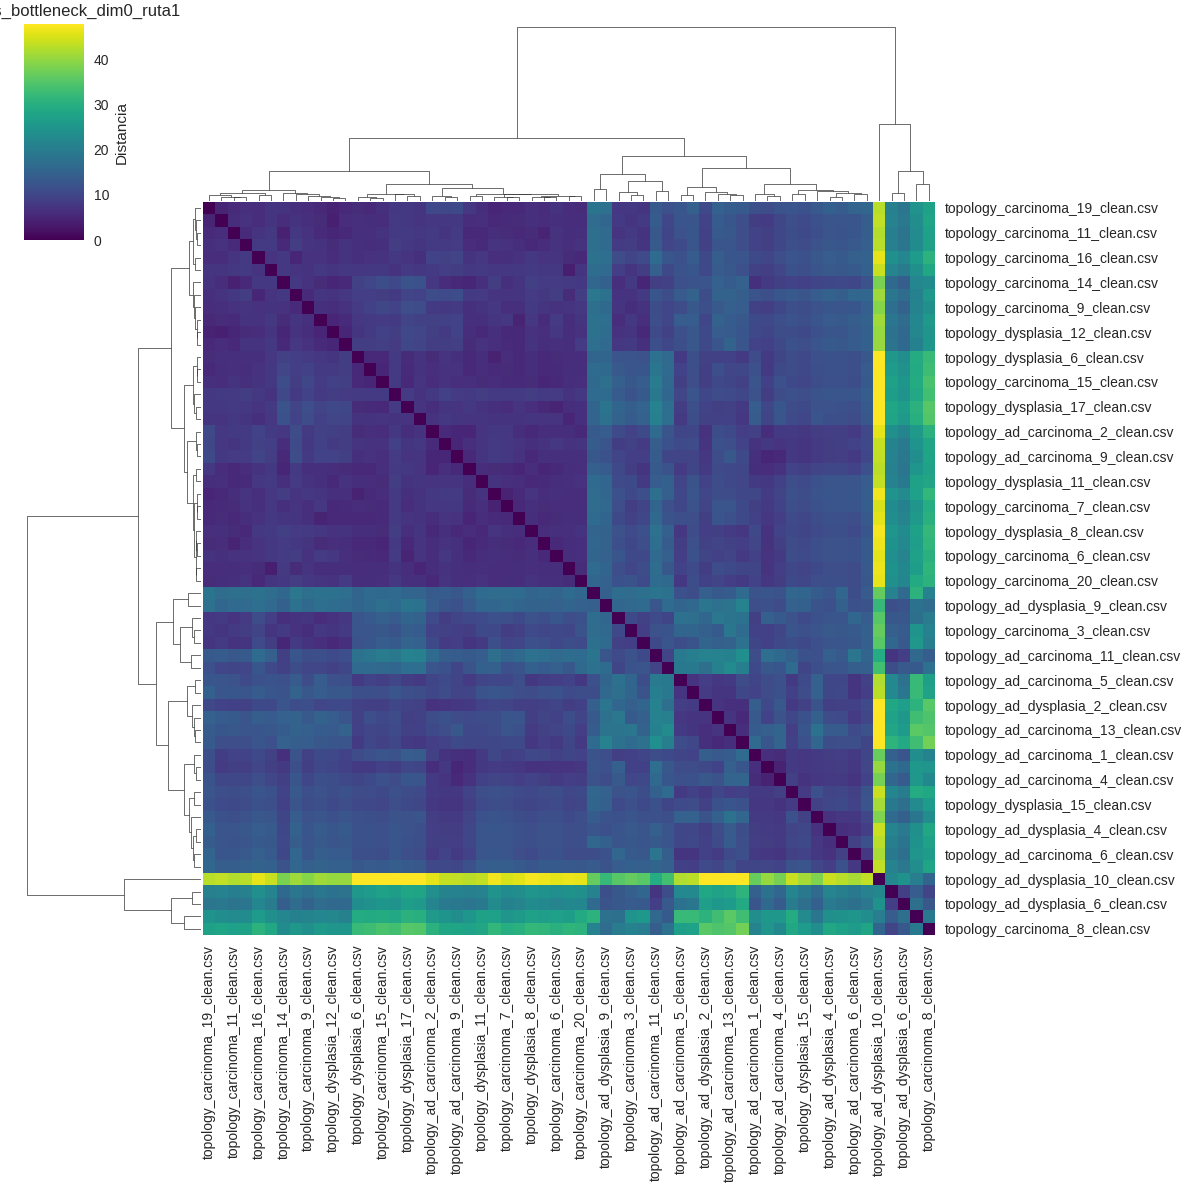 s_bottleneck_dim0_ruta1
40
30
20
10
0
Distancia
topology_carcinoma_19_clean.csv
topology_carcinoma_11_clean.csv
topology_carcinoma_16_clean.csv
topology_carcinoma_14_clean.csv
topology_carcinoma_9_clean.csv
topology_dysplasia_12_clean.csv
topology_dysplasia_6_clean.csv
topology_carcinoma_15_clean.csv
topology_dysplasia_17_clean.csv
topology_ad_carcinoma_2_clean.csv
topology_ad_carcinoma_9_clean.csv
topology_dysplasia_11_clean.csv
topology_carcinoma_7_clean.csv
topology_dysplasia_8_clean.csv
topology_carcinoma_6_clean.csv
topology_carcinoma_20_clean.csv
topology_ad_dysplasia_9_clean.csv
topology_carcinoma_3_clean.csv
topology_ad_carcinoma_11_clean.csv
topology_ad_carcinoma_5_clean.csv
topology_ad_dysplasia_2_clean.csv
topology_ad_carcinoma_13_clean.csv
topology_ad_carcinoma_1_clean.csv
topology_ad_carcinoma_4_clean.csv
topology_dysplasia_15_clean.csv
topology_ad_dysplasia_4_clean.csv
topology_ad_carcinoma_6_clean.csv
topology_ad_dysplasia_10_clean.csv
topology_ad_dysplasia_6_clean.csv
topology_carcinoma_8_clean.csv
topology_carcinoma_19_clean.csv
topology_carcinoma_11_clean.csv
topology_carcinoma_16_clean.csv
topology_carcinoma_14_clean.csv
topology_carcinoma_9_clean.csv
topology_dysplasia_12_clean.csv
topology_dysplasia_6_clean.csv
topology_carcinoma_15_clean.csv
topology_dysplasia_17_clean.csv
topology_ad_carcinoma_2_clean.csv
topology_ad_carcinoma_9_clean.csv
topology_dysplasia_11_clean.csv
topology_carcinoma_7_clean.csv
topology_dysplasia_8_clean.csv
topology_carcinoma_6_clean.csv
topology_carcinoma_20_clean.csv
topology_ad_dysplasia_9_clean.csv
topology_carcinoma_3_clean.csv
topology_ad_carcinoma_11_clean.csv
topology_ad_carcinoma_5_clean.csv
topology_ad_dysplasia_2_clean.csv
topology_ad_carcinoma_13_clean.csv
topology_ad_carcinoma_1_clean.csv
topology_ad_carcinoma_4_clean.csv
topology_dysplasia_15_clean.csv
topology_ad_dysplasia_4_clean.csv
topology_ad_carcinoma_6_clean.csv
topology_ad_dysplasia_10_clean.csv
topology_ad_dysplasia_6_clean.csv
topology_carcinoma_8_clean.csv